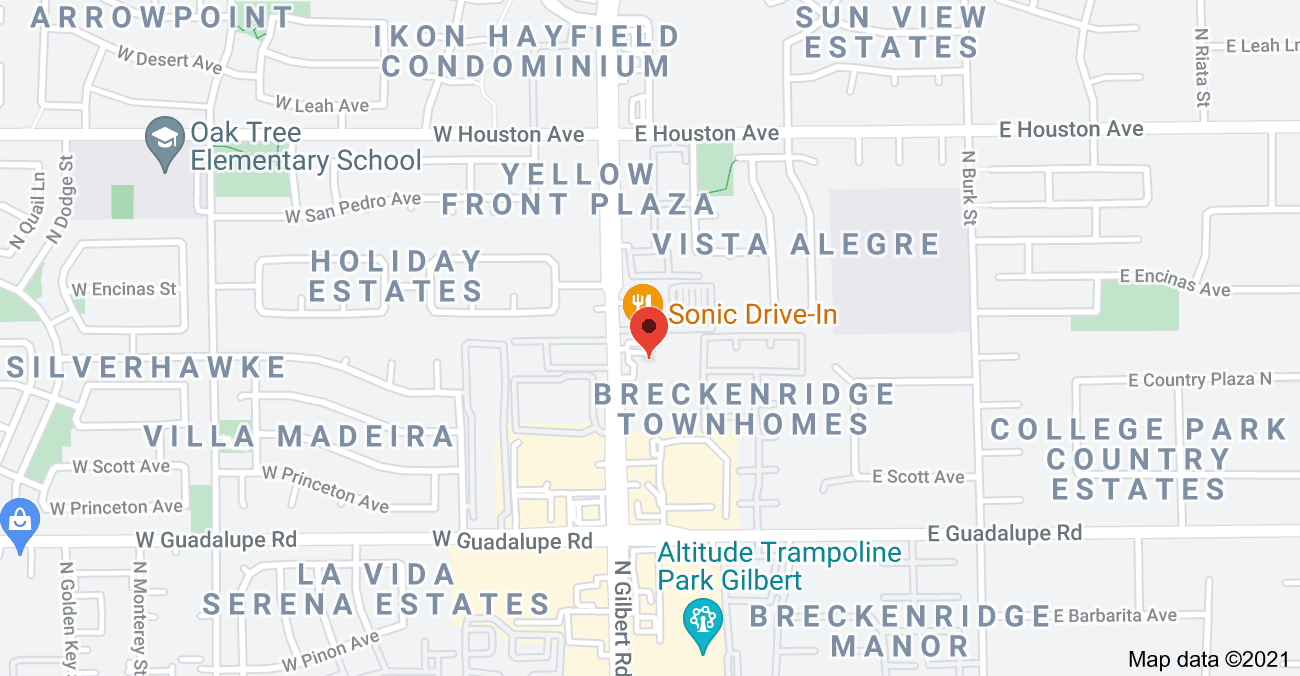 ARROWPOINT
IKON HAYFIELD
CONDOMINIUM
SUN VIEW
ESTATES
W Desert Ave
N Riata St
E Leah Ln
W Leah Ave
Oak Tree
Elementary School
W Houston Ave
E Houston Ave
E Houston Ave
N Quail Ln
N Dodge St
YELLOW
FRONT PLAZA
N Burk St
W San Pedro Ave
VISTA ALEGRE
HOLIDAY
ESTATES
W Encinas St
E Encinas Ave
Sonic Drive-In
SILVERHAWKE
BRECKENRIDGE
TOWNHOMES
E Country Plaza N
VILLA MADEIRA
COLLEGE PARK
COUNTRY
ESTATES
W Scott Ave
W Princeton Ave
E Scott Ave
W Princeton Ave
W Guadalupe Rd
W Guadalupe Rd
E Guadalupe Rd
Altitude Trampoline
Park Gilbert
N Golden Key
N Monterey St
LA VIDA
SERENA ESTATES
N Gilbert Rd
BRECKENRIDGE
MANOR
E Barbarita Ave
W Pinon Ave
Map data ©2021